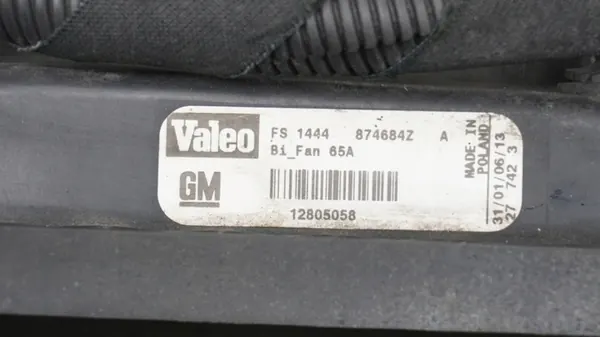 Valeo
FS 1444 874684Z A
Bi_Fan 65A
GM
12805058
MADE IN
POLAND
31/01/06/13
27 742 3